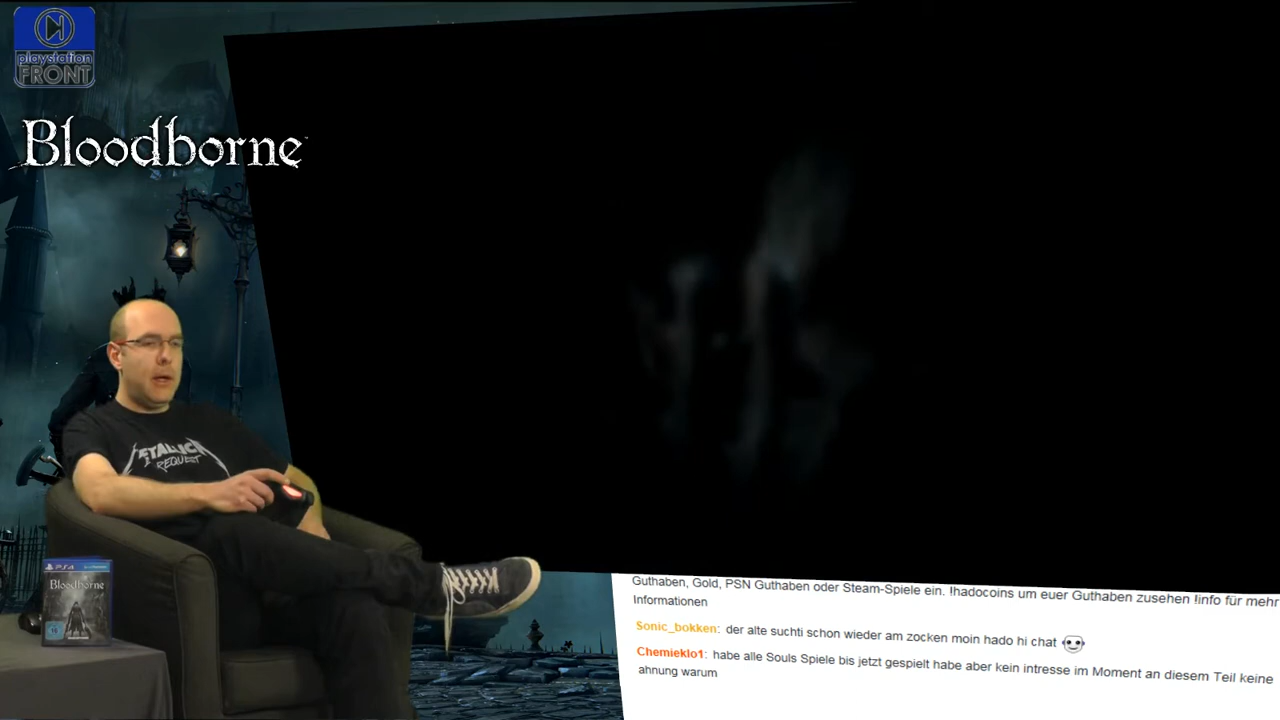 playstation
FRONT
Bloodborne
METALLICA
REQUEST
PS4
Bloodborne
Guthaben, Gold, PSN Guthaben oder Steam-Spiele ein. !hadocoins um euer Guthaben zusehen !info für mehr
Informationen
Sonic_bokken: der alte suchti schon wieder am zocken moin hado hi chat
Chemieklo1: habe alle Souls Spiele bis jetzt gespielt habe aber kein intresse im Moment an diesem Teil keine
ahnung warum